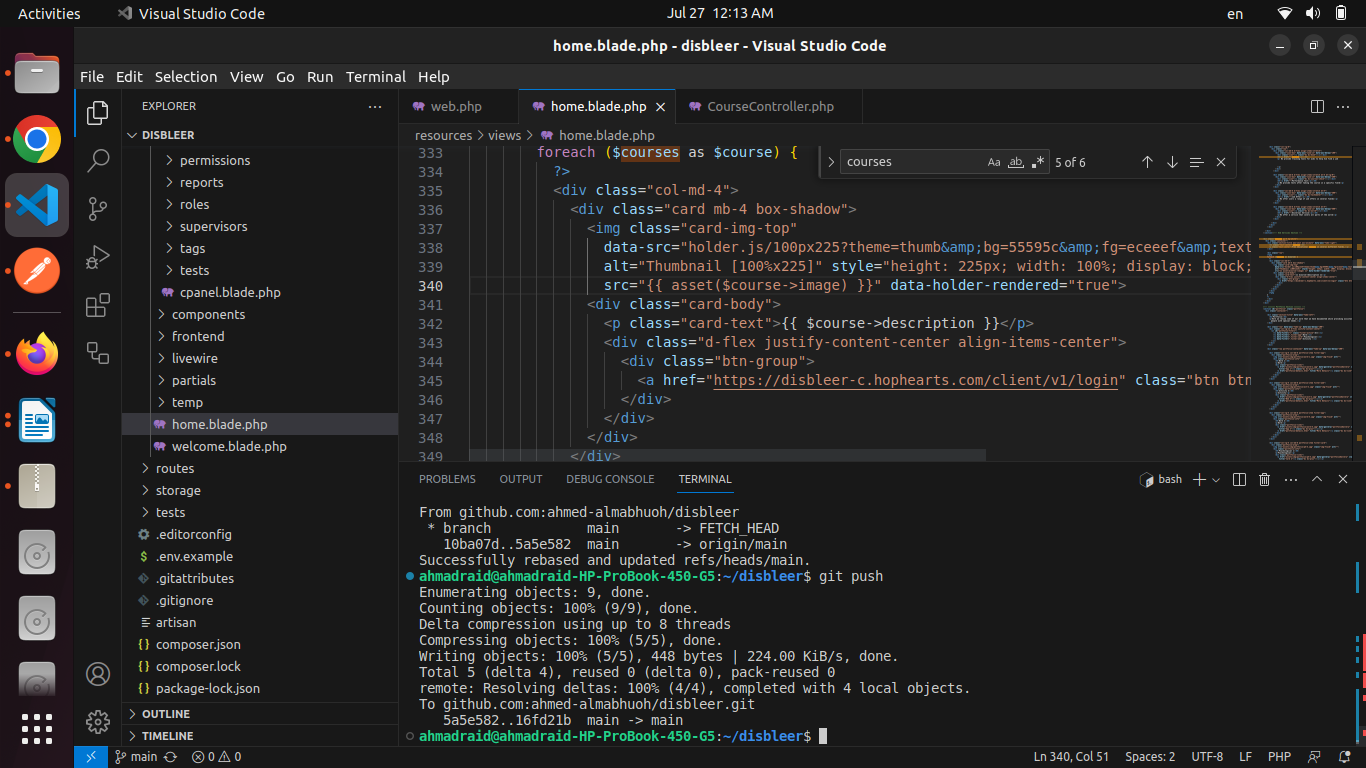 Activities
Visual Studio Code
Jul 27 12:13 AM
en
home.blade.php - disbleer - Visual Studio Code
File Edit Selection View Go Run Terminal Help
EXPLORER
DISBLEER
permissions
reports
roles
supervisors
tags
tests
cpanel.blade.php
components
frontend
livewire
partials
temp
home.blade.php
welcome.blade.php
routes
storage
tests
.editorconfig
$ .env.example
.gitattributes
.gitignore
artisan
{} composer.json
{} composer.lock
{} package-lock.json
OUTLINE
TIMELINE
web.php
home.blade.php
CourseController.php
resources > views > home.blade.php
courses
Aa ab .*
5 of 6
333 foreach ($courses as $course) {
334 ?>
335 <div class="col-md-4">
336 <div class="card mb-4 box-shadow">
337 <img class="card-img-top"
338 data-src="holder.js/100px225?theme=thumb&amp;bg=55595c&amp;fg=eceeef&amp;text
339 alt="Thumbnail [100%x225]" style="height: 225px; width: 100%; display: block;
340 src="{{ asset($course->image) }}" data-holder-rendered="true">
341 <div class="card-body">
342 <p class="card-text">{{ $course->description }}</p>
343 <div class="d-flex justify-content-center align-items-center">
344 <div class="btn-group">
345 <a href="https://disbleer-c.hophearts.com/client/v1/login" class="btn btn
346 </div>
347 </div>
348 </div>
349 </div>
PROBLEMS OUTPUT DEBUG CONSOLE TERMINAL
bash
From github.com:ahmed-almabhuoh/disbleer
* branch main -> FETCH_HEAD
10ba07d..5a5e582 main -> origin/main
Successfully rebased and updated refs/heads/main.
ahmadraid@ahmadraid-HP-ProBook-450-G5:~/disbleer$ git push
Enumerating objects: 9, done.
Counting objects: 100% (9/9), done.
Delta compression using up to 8 threads
Compressing objects: 100% (5/5), done.
Writing objects: 100% (5/5), 448 bytes | 224.00 KiB/s, done.
Total 5 (delta 4), reused 0 (delta 0), pack-reused 0
remote: Resolving deltas: 100% (4/4), completed with 4 local objects.
To github.com:ahmed-almabhuoh/disbleer.git
5a5e582..16fd21b main -> main
ahmadraid@ahmadraid-HP-ProBook-450-G5:~/disbleer$
main
0 0
Ln 340, Col 51 Spaces: 2 UTF-8 LF PHP